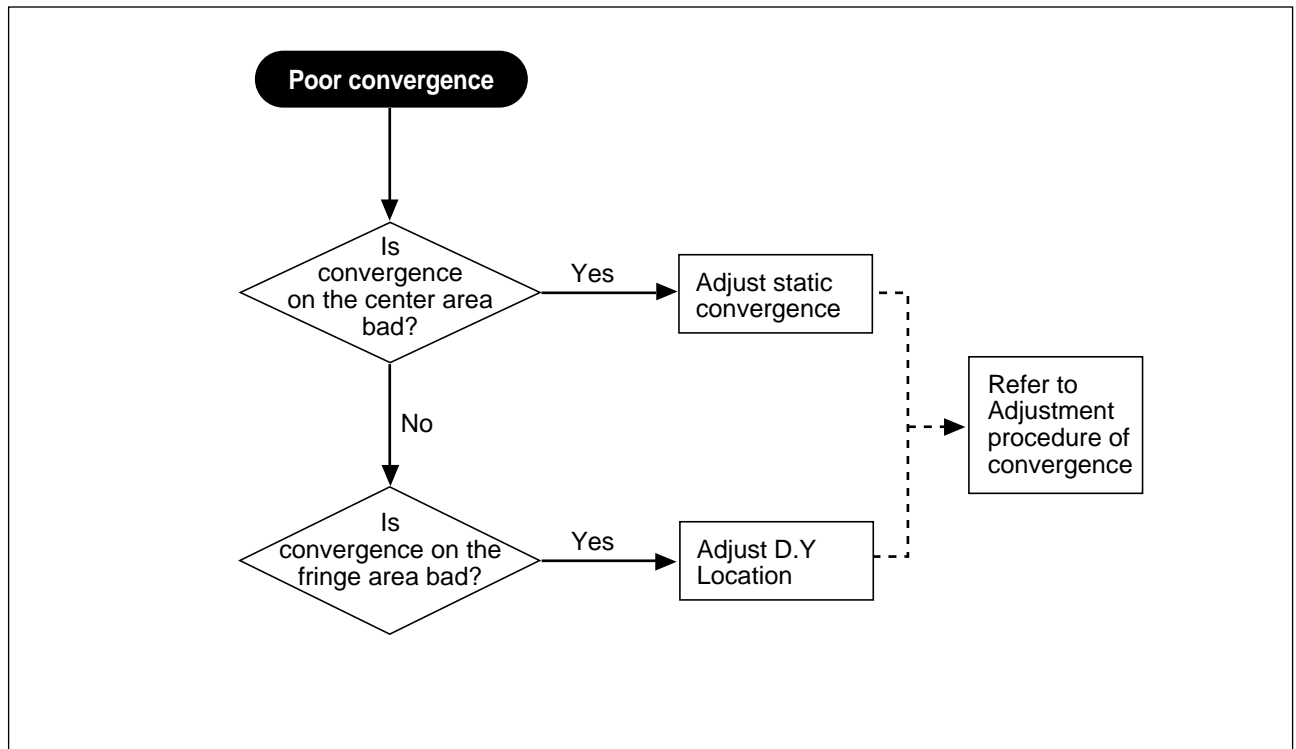 Poor convergence
Is
convergence
on the center area
bad?
Yes
Adjust static
convergence
Refer to
Adjustment
procedure of
convergence
No
Is
convergence on the
fringe area bad?
Yes
Adjust D.Y
Location